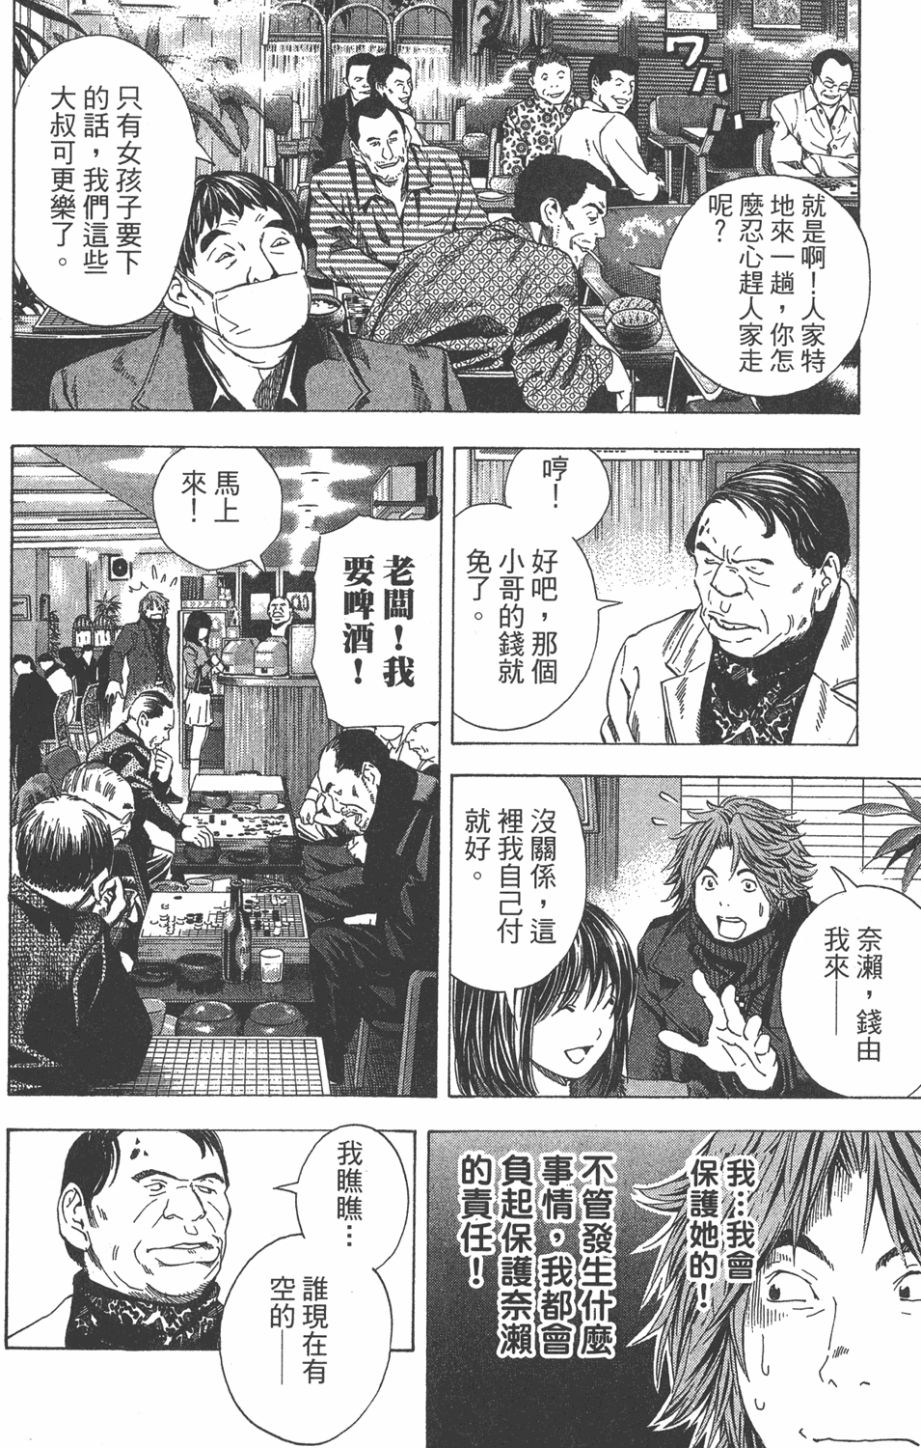 ワハハハ
就是啊!人家特
地來一趟,你怎
麼忍心趕人家走
呢?
只有女孩子要下
的話,我們這些
大叔可更樂了。
哼!
好吧,那個
小哥的錢就
免了。
奈瀨,錢由
我來——
沒關係,這
裡我自己付
就好。
老闆!我
要啤酒!
馬上
來!
我…我會
保護她的!
不管發生什麼
事情,我都會
負起保護奈瀨
的責任!
我瞧瞧…
誰現在有
空的——